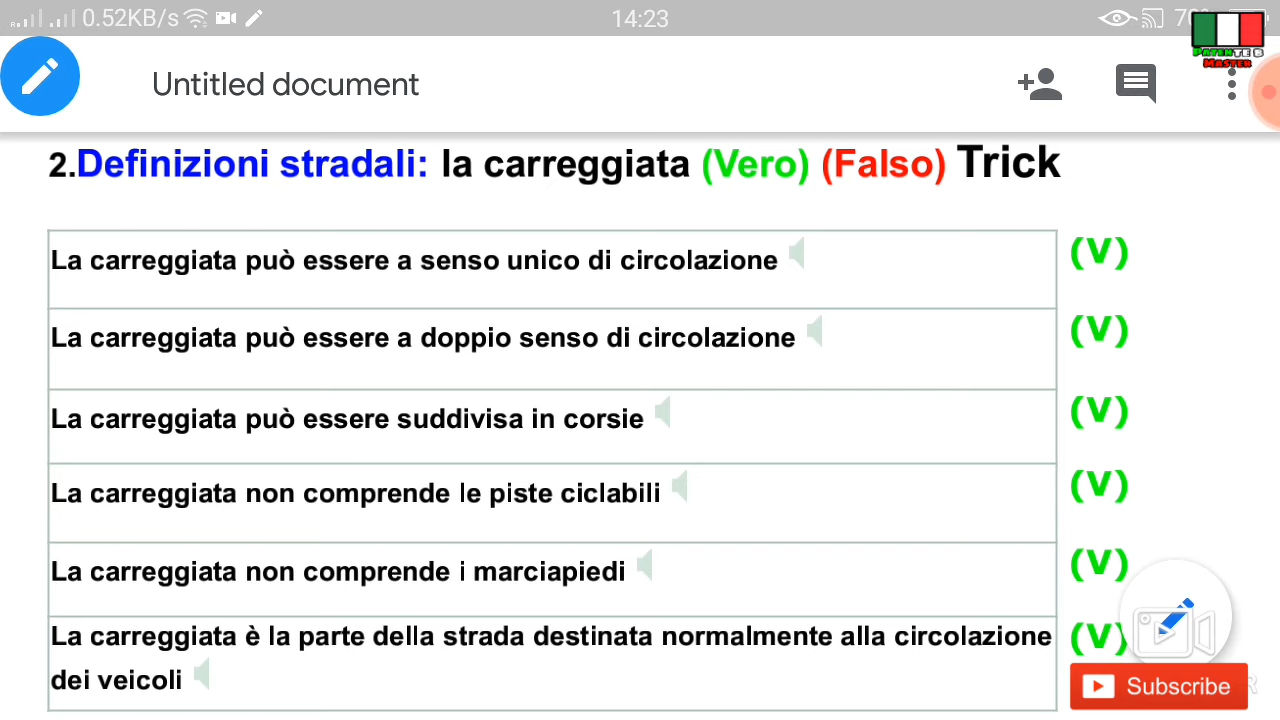 0.52KB/s
14:23
Untitled document
PATENTE B
MASTER
2.Definizioni stradali: la carreggiata (Vero) (Falso) Trick
La carreggiata può essere a senso unico di circolazione (V)
La carreggiata può essere a doppio senso di circolazione (V)
La carreggiata può essere suddivisa in corsie (V)
La carreggiata non comprende le piste ciclabili (V)
La carreggiata non comprende i marciapiedi (V)
La carreggiata è la parte della strada destinata normalmente alla circolazione (V)
dei veicoli
Subscribe